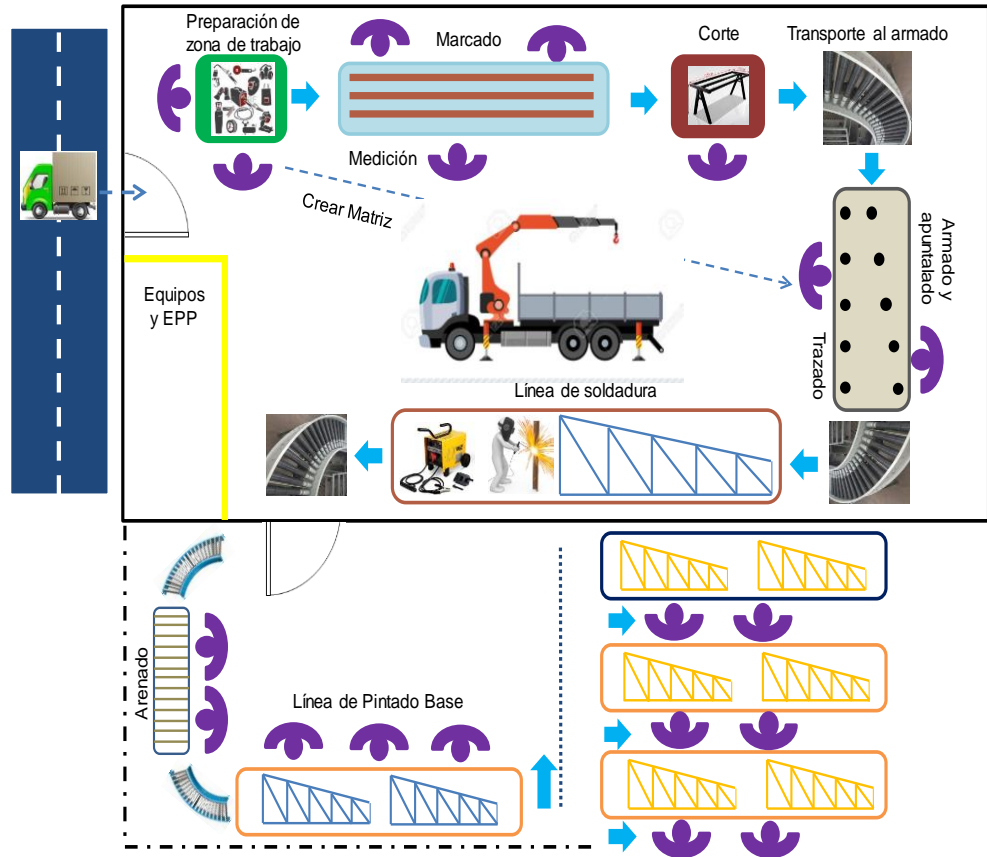 Preparación de
zona de trabajo
Marcado
Corte
Transporte al armado
Medición
Crear Matriz
Armado y
apuntalado
Trazado
Equipos
y EPP
Línea de soldadura
Arenado
Línea de Pintado Base